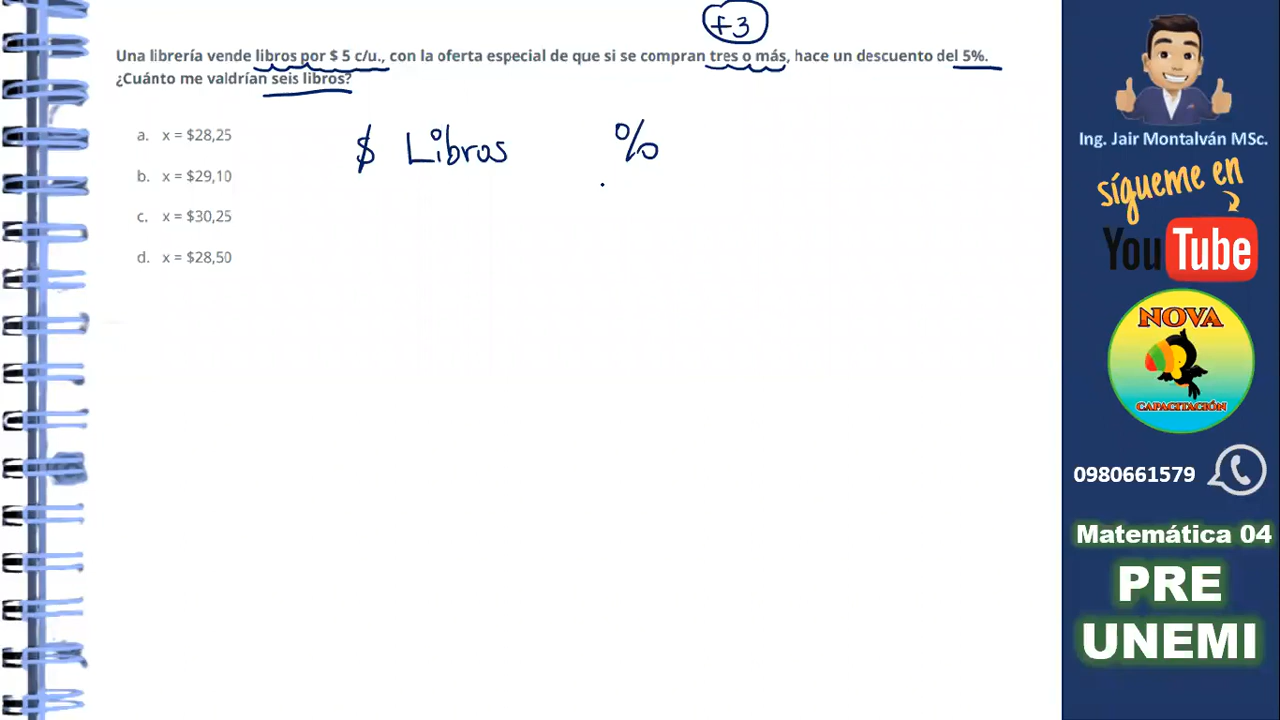 +3
Una librería vende libros por $ 5 c/u., con la oferta especial de que si se compran tres o más, hace un descuento del 5%.
¿Cuánto me valdrían seis libros?
a. x = $28,25
b. x = $29,10
c. x = $30,25
d. x = $28,50
$ Libros %
Ing. Jair Montalván MSc.
sígueme en
YouTube
NOVA
CAPACITACIÓN
0980661579
Matemática 04
PRE
UNEMI